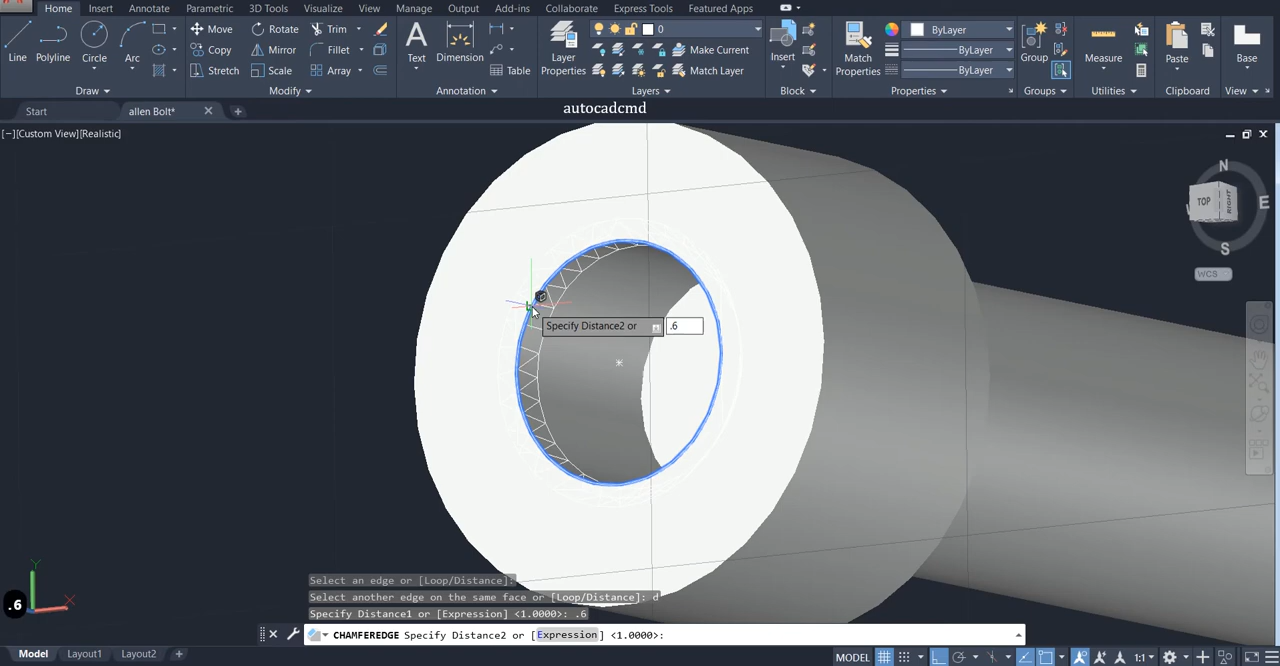 Home Insert Annotate Parametric 3D Tools Visualize View Manage Output Add-ins Collaborate Express Tools Featured Apps
Line Polyline Circle Arc
Move Rotate Trim
Copy Mirror Fillet
Stretch Scale Array
Text Dimension Table
Layer Properties
0
Make Current
Match Layer
Insert
Match Properties
ByLayer
ByLayer
ByLayer
Group
Measure
Paste
Base
Draw Modify Annotation Layers Block Properties Groups Utilities Clipboard View
Start allen Bolt*
autocadcmd
[−][Custom View][Realistic]
N
TOP RIGHT E
S
WCS
Specify Distance2 or .6
Select an edge or [Loop/Distance]:
Select another edge on the same face or [Loop/Distance]: d
Specify Distance1 or [Expression] <1.0000>: .6
CHAMFEREDGE Specify Distance2 or [Expression] <1.0000>:
Y
X
.6
Model Layout1 Layout2
MODEL 1:1